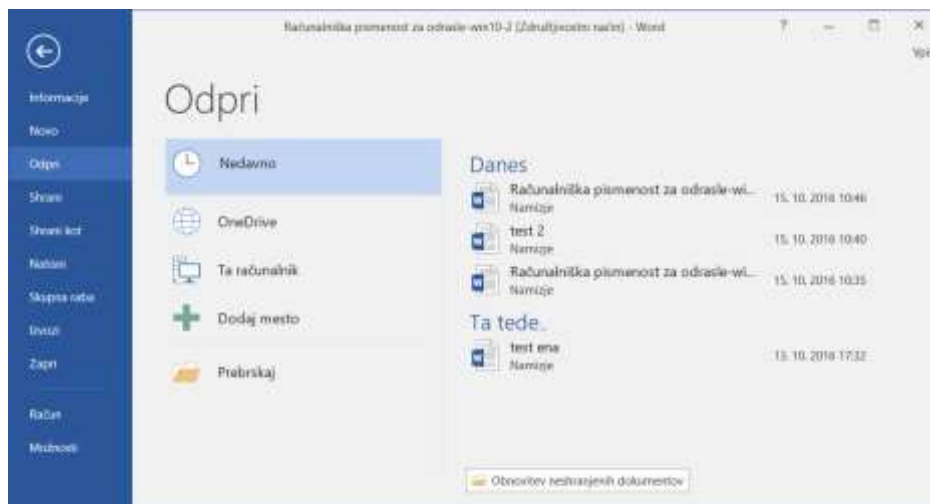 Računalniška pismenost za odrasle-win10-2 [Združljivostni način] - Word
?
Informacije
Novo
Odpri
Shrani
Shrani kot
Natisni
Skupna raba
Izvozi
Zapri
Račun
Možnosti
Odpri
Nedavno
OneDrive
Ta računalnik
Dodaj mesto
Prebrskaj
Danes
Računalniška pismenost za odrasle-wi...
Namizje
15. 10. 2016 10:46
test 2
Namizje
15. 10. 2016 10:40
Računalniška pismenost za odrasle-wi...
Namizje
15. 10. 2016 10:35
Ta tede..
test ena
Namizje
13. 10. 2016 17:32
Obnovitev neshranjenih dokumentov